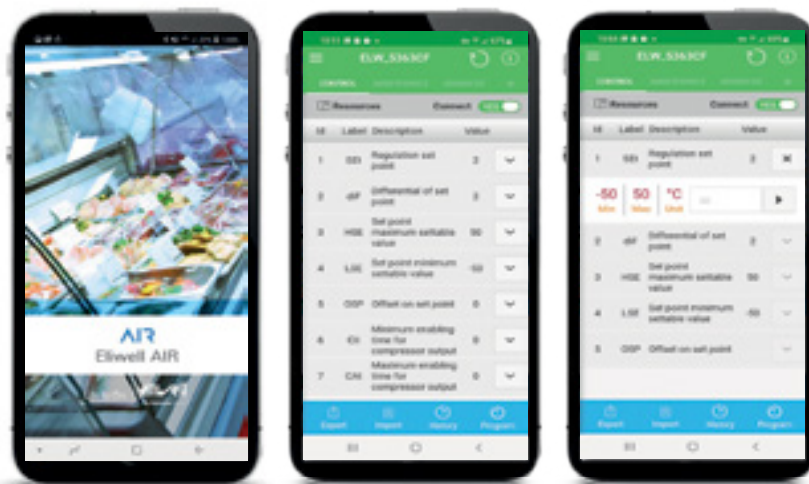 AIR
Eliwell AIR
CONTROL
Resources
Connect
YES
Id Label Description Value
1 SEt Regulation set point 2
2 diF Differential of set point 2
3 HSE Set point maximum settable value 50
4 LSE Set point minimum settable value -50
5 OSP Offset on set point 0
6 Minimum enabling time for compressor output 0
7 Maximum enabling time for compressor output 0
Export Import History Program
CONTROL
Resources
Connect
YES
Id Label Description Value
1 SEt Regulation set point 2
-50 50 °C
Min Max Unit
2 diF Differential of set point 2
3 HSE Set point maximum settable value 50
4 LSE Set point minimum settable value -50
5 OSP Offset on set point
Export Import History Program